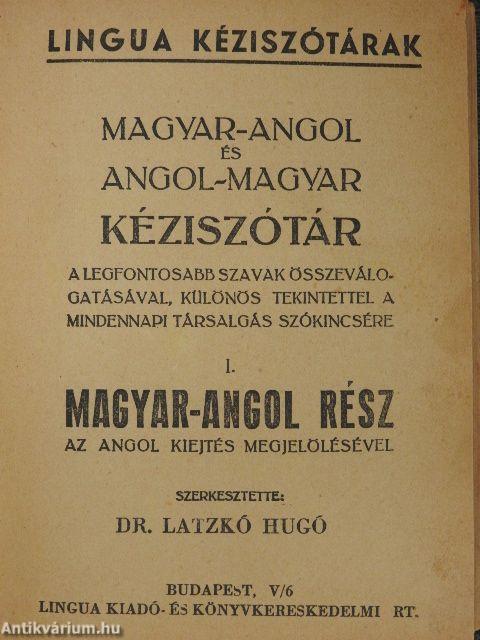 LINGUA KÉZISZÓTÁRAK
MAGYAR-ANGOL
ÉS
ANGOL-MAGYAR
KÉZISZÓTÁR
A LEGFONTOSABB SZAVAK ÖSSZEVÁLO-
GATÁSÁVAL, KÜLÖNÖS TEKINTETTEL A
MINDENNAPI TÁRSALGÁS SZÓKINCSÉRE
I.
MAGYAR-ANGOL RÉSZ
AZ ANGOL KIEJTÉS MEGJELÖLÉSÉVEL
SZERKESZTETTE:
DR. LATZKÓ HUGÓ
BUDAPEST, V/6
LINGUA KIADÓ- ÉS KÖNYVKERESKEDELMI RT.
Antikvárium.hu